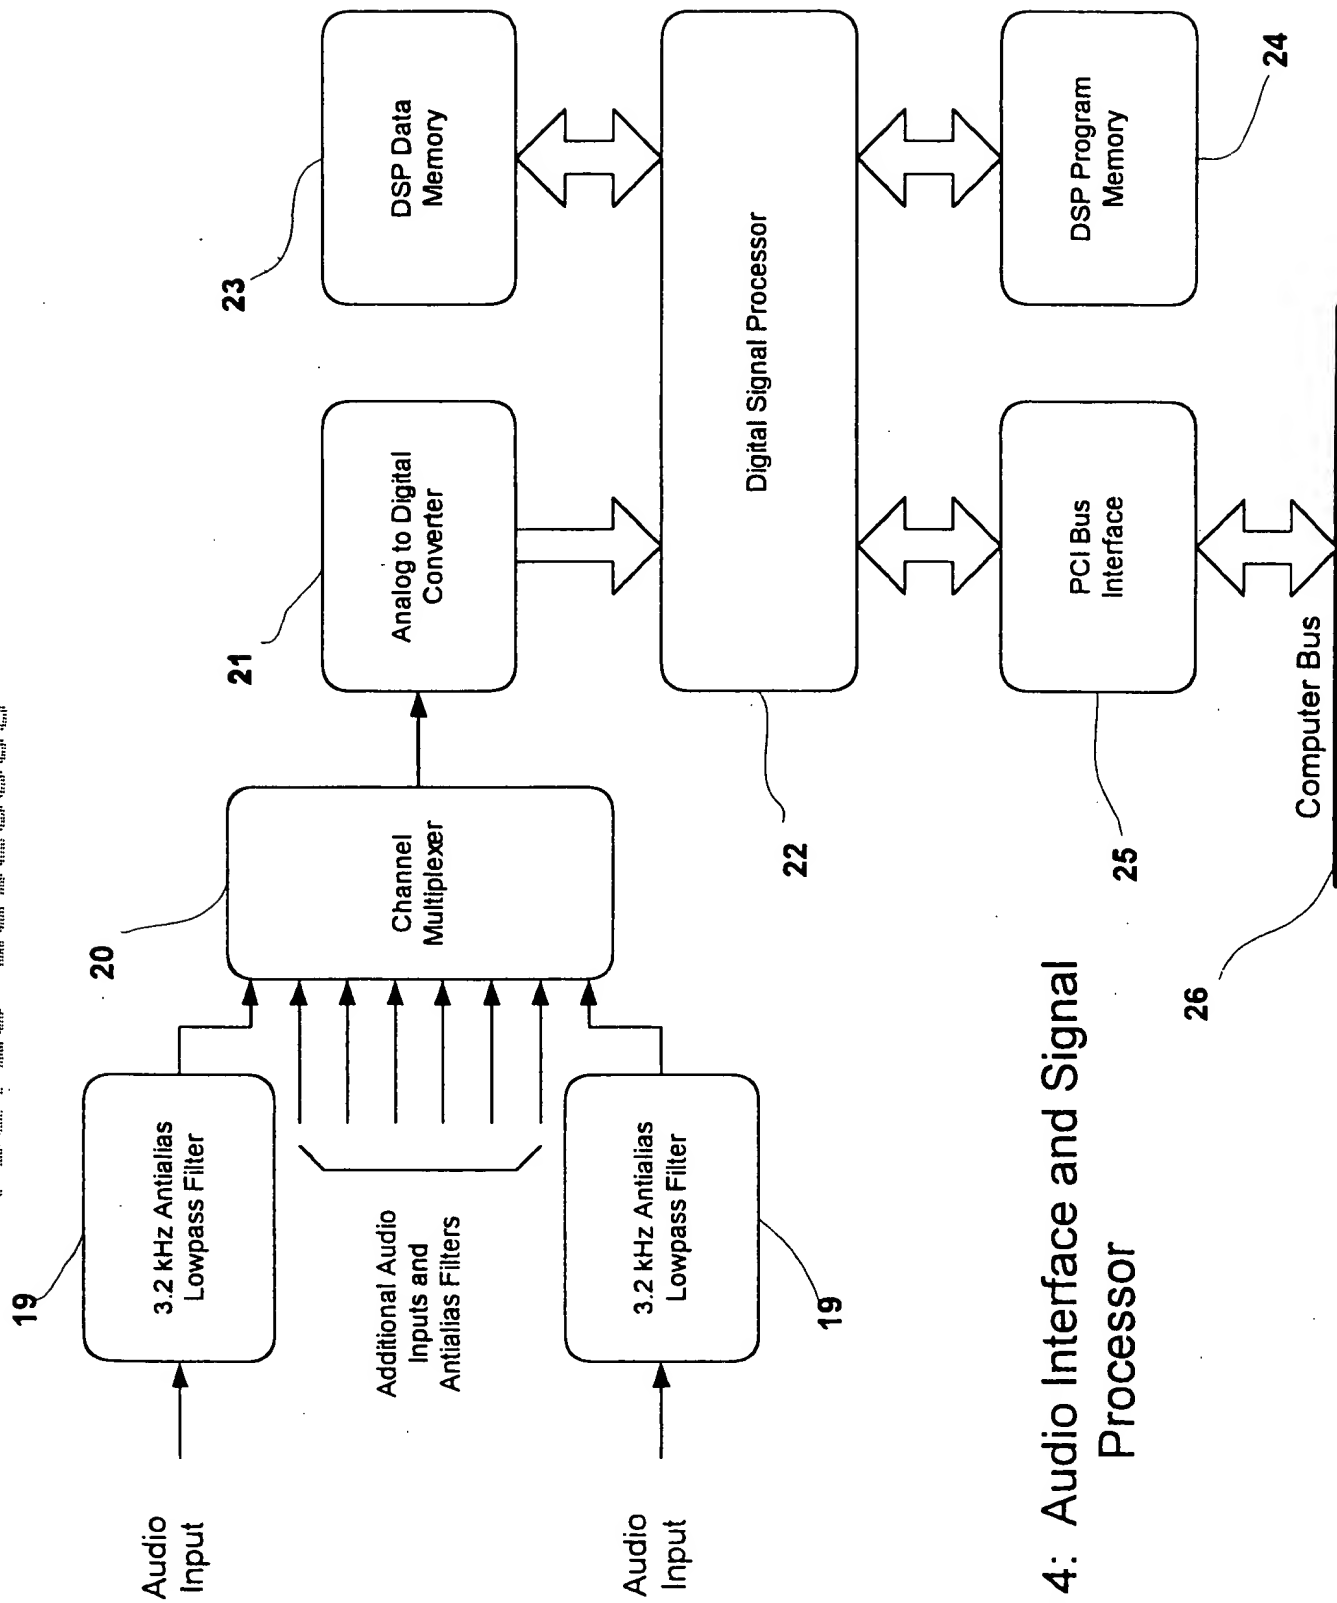 19
Audio
Input
3.2 kHz Antialias
Lowpass Filter
Additional Audio
Inputs and
Antialias Filters
Audio
Input
3.2 kHz Antialias
Lowpass Filter
19
20
Channel
Multiplexer
21
Analog to Digital
Converter
23
DSP Data
Memory
Digital Signal Processor
22
PCI Bus
Interface
25
DSP Program
Memory
24
Computer Bus
26
4: Audio Interface and Signal
Processor